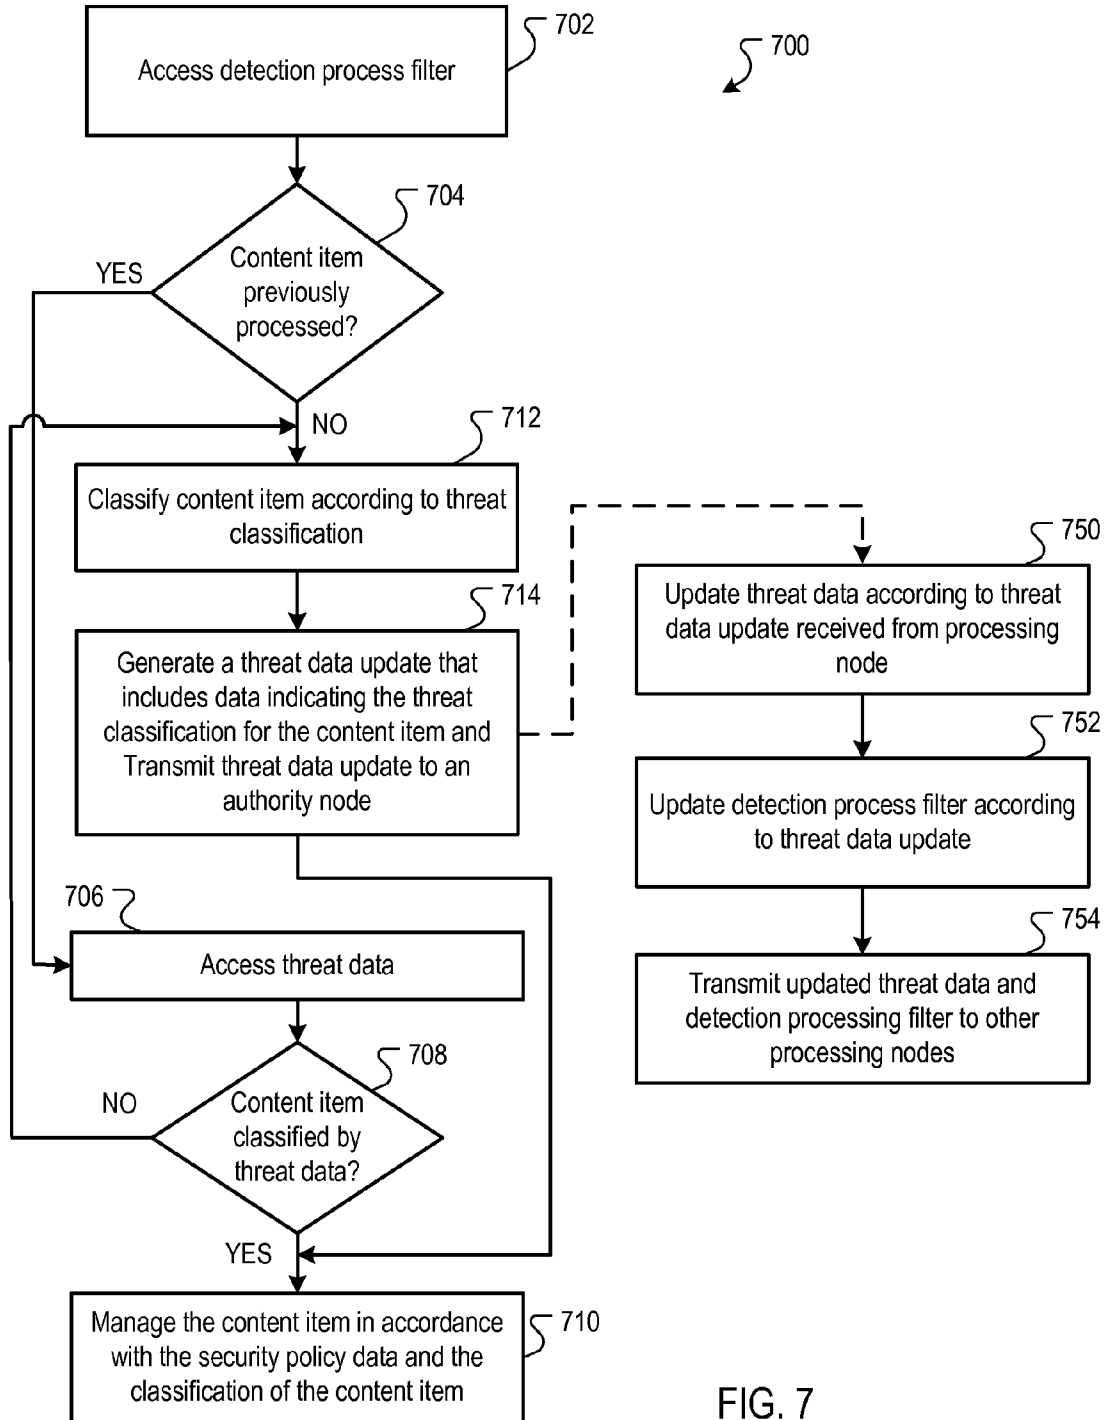 702
700
Access detection process filter
704
Content item
previously
processed?
YES
NO
712
Classify content item according to threat
classification
714
Generate a threat data update that
includes data indicating the threat
classification for the content item and
Transmit threat data update to an
authority node
750
Update threat data according to threat
data update received from processing
node
752
Update detection process filter according
to threat data update
754
Transmit updated threat data and
detection processing filter to other
processing nodes
706
Access threat data
708
Content item
classified by
threat data?
NO
YES
Manage the content item in accordance
with the security policy data and the
classification of the content item
710
FIG. 7